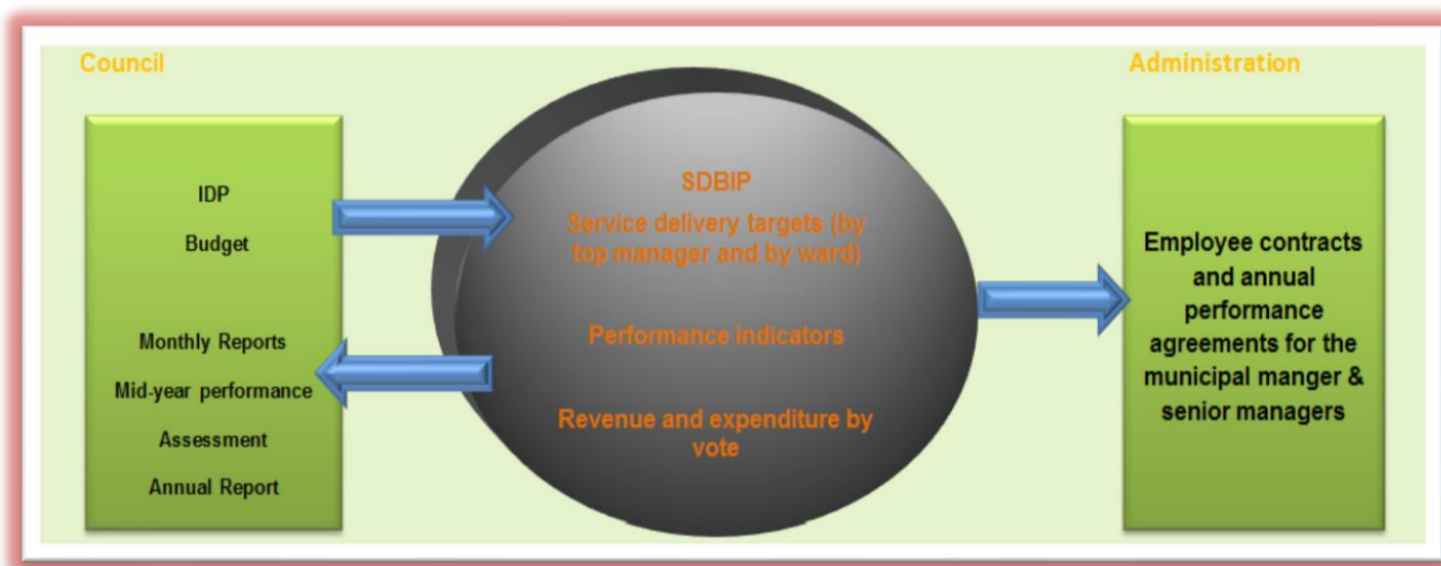 Council
IDP
Budget
Monthly Reports
Mid-year performance
Assessment
Annual Report
SDBIP
Service delivery targets (by
top manager and by ward)
Performance indicators
Revenue and expenditure by
vote
Administration
Employee contracts
and annual
performance
agreements for the
municipal manger &
senior managers